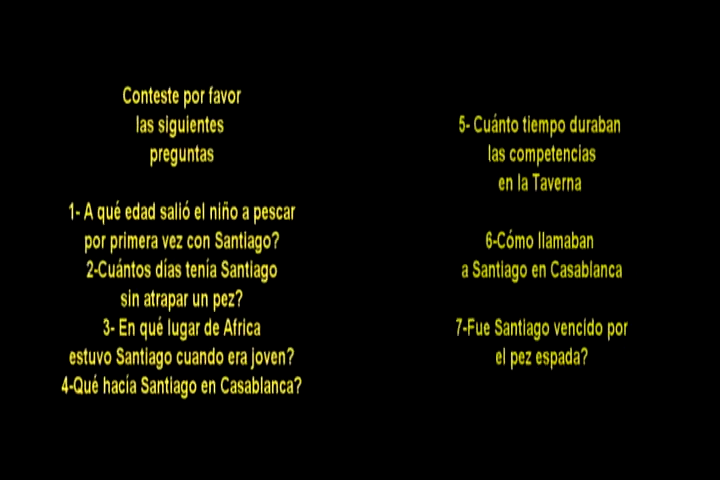 Conteste por favor
las siguientes
preguntas
1- A qué edad salió el niño a pescar
por primera vez con Santiago?
2-Cuántos días tenía Santiago
sin atrapar un pez?
3- En qué lugar de Africa
estuvo Santiago cuando era joven?
4-Qué hacía Santiago en Casablanca?
5- Cuánto tiempo duraban
las competencias
en la Taverna
6-Cómo llamaban
a Santiago en Casablanca
7-Fue Santiago vencido por
el pez espada?